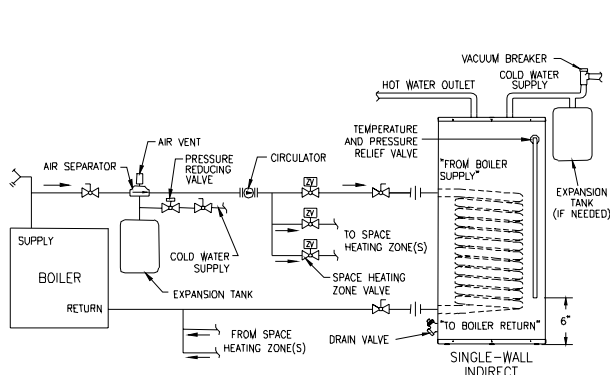 VACUUM BREAKER
HOT WATER OUTLET
COLD WATER
SUPPLY
AIR VENT
PRESSURE
REDUCING
VALVE
AIR SEPARATOR
CIRCULATOR
TEMPERATURE
AND PRESSURE
RELIEF VALVE
"FROM BOILER
SUPPLY"
EXPANSION
TANK
(IF NEEDED)
ZV
ZV
ZV
TO SPACE
HEATING ZONE(S)
COLD WATER
SUPPLY
SPACE HEATING
ZONE VALVE
EXPANSION TANK
SUPPLY
BOILER
RETURN
FROM SPACE
HEATING ZONE(S)
DRAIN VALVE
"TO BOILER RETURN"
6"
SINGLE-WALL
INDIRECT